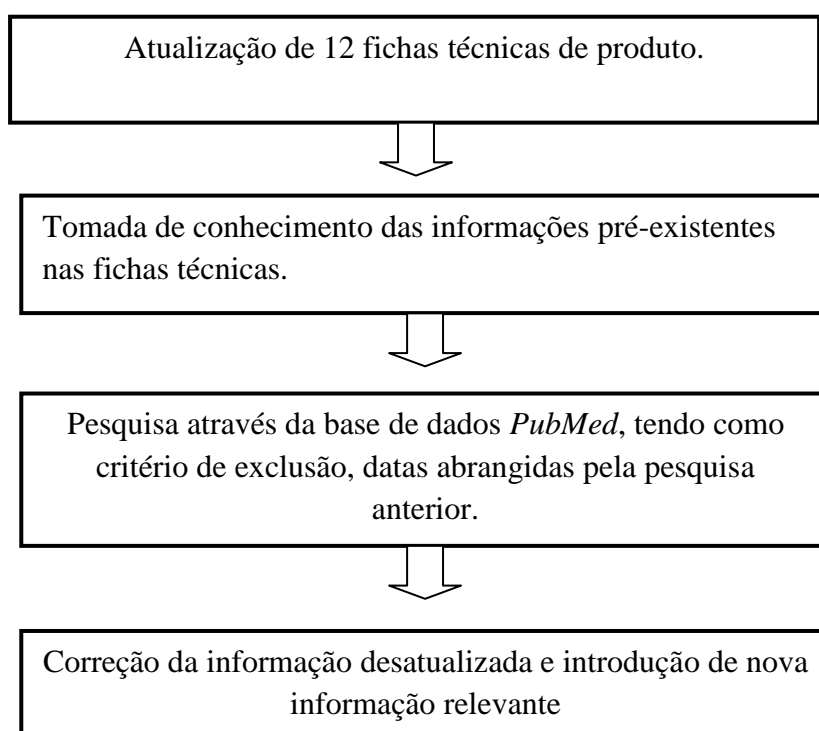 Atualização de 12 fichas técnicas de produto.
Tomada de conhecimento das informações pré-existentes
nas fichas técnicas.
Pesquisa através da base de dados PubMed, tendo como
critério de exclusão, datas abrangidas pela pesquisa
anterior.
Correção da informação desatualizada e introdução de nova
informação relevante